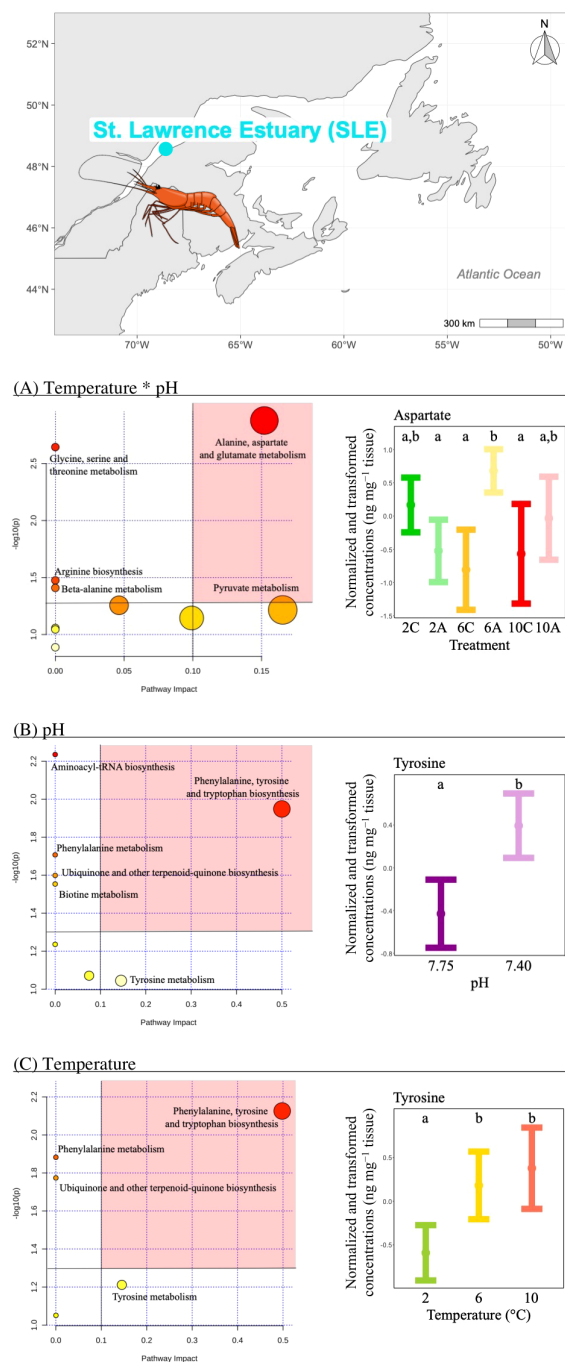 52°N
50°N
48°N
46°N
44°N
N
St. Lawrence Estuary (SLE)
Atlantic Ocean
300 km
70°W
65°W
60°W
55°W
50°W
(A) Temperature * pH
-log10(p)
2.5
2.0
1.5
1.0
Glycine, serine and
threonine metabolism
Alanine, aspartate
and glutamate metabolism
Arginine biosynthesis
Beta-alanine metabolism
Pyruvate metabolism
0.00
0.05
0.10
0.15
Pathway Impact
Aspartate
Normalized and transformed
concentrations (ng mg⁻¹ tissue)
1.0
0.5
0.0
-0.5
-1.0
-1.5
a,b
a
a
b
a
a,b
2C
2A
6C
6A
10C
10A
Treatment
(B) pH
-log10(p)
2.2
2.0
1.8
1.6
1.4
1.2
1.0
Aminoacyl-tRNA biosynthesis
Phenylalanine, tyrosine
and tryptophan biosynthesis
Phenylalanine metabolism
Ubiquinone and other terpenoid-quinone biosynthesis
Biotine metabolism
Tyrosine metabolism
0.0
0.1
0.2
0.3
0.4
0.5
Pathway Impact
Tyrosine
Normalized and transformed
concentrations (ng mg⁻¹ tissue)
0.8
0.4
0.0
-0.4
-0.8
a
b
7.75
7.40
pH
(C) Temperature
-log10(p)
2.2
2.0
1.8
1.6
1.4
1.2
1.0
Phenylalanine, tyrosine
and tryptophan biosynthesis
Phenylalanine metabolism
Ubiquinone and other terpenoid-quinone biosynthesis
Tyrosine metabolism
0.0
0.1
0.2
0.3
0.4
0.5
Pathway Impact
Tyrosine
Normalized and transformed
concentrations (ng mg⁻¹ tissue)
0.5
0.0
-0.5
a
b
b
2
6
10
Temperature (°C)